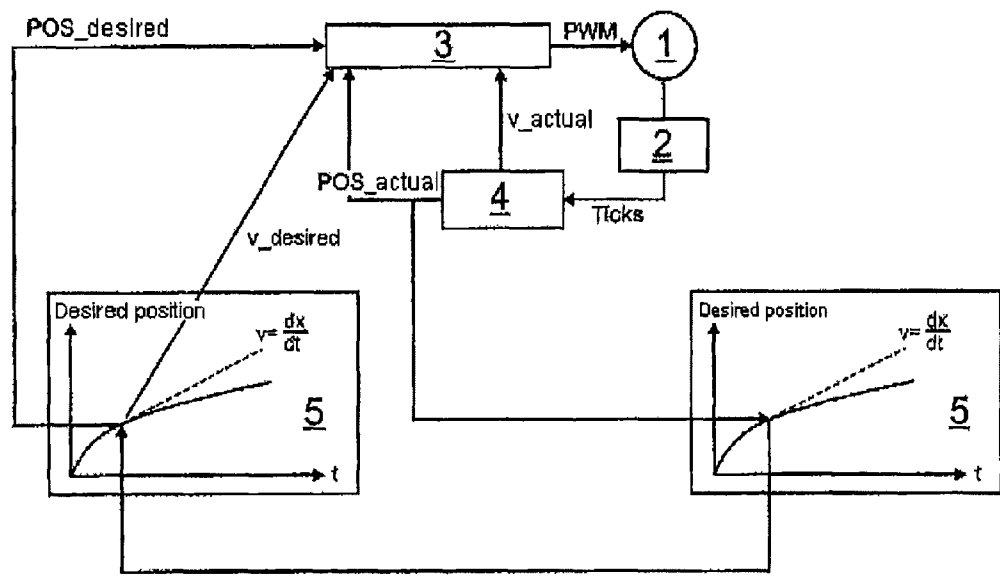 POS_desired
3
PWM
1
v_actual
2
POS_actual
4
Ticks
v_desired
Desired position
v= dx/dt
5
t
Desired position
v= dx/dt
5
t